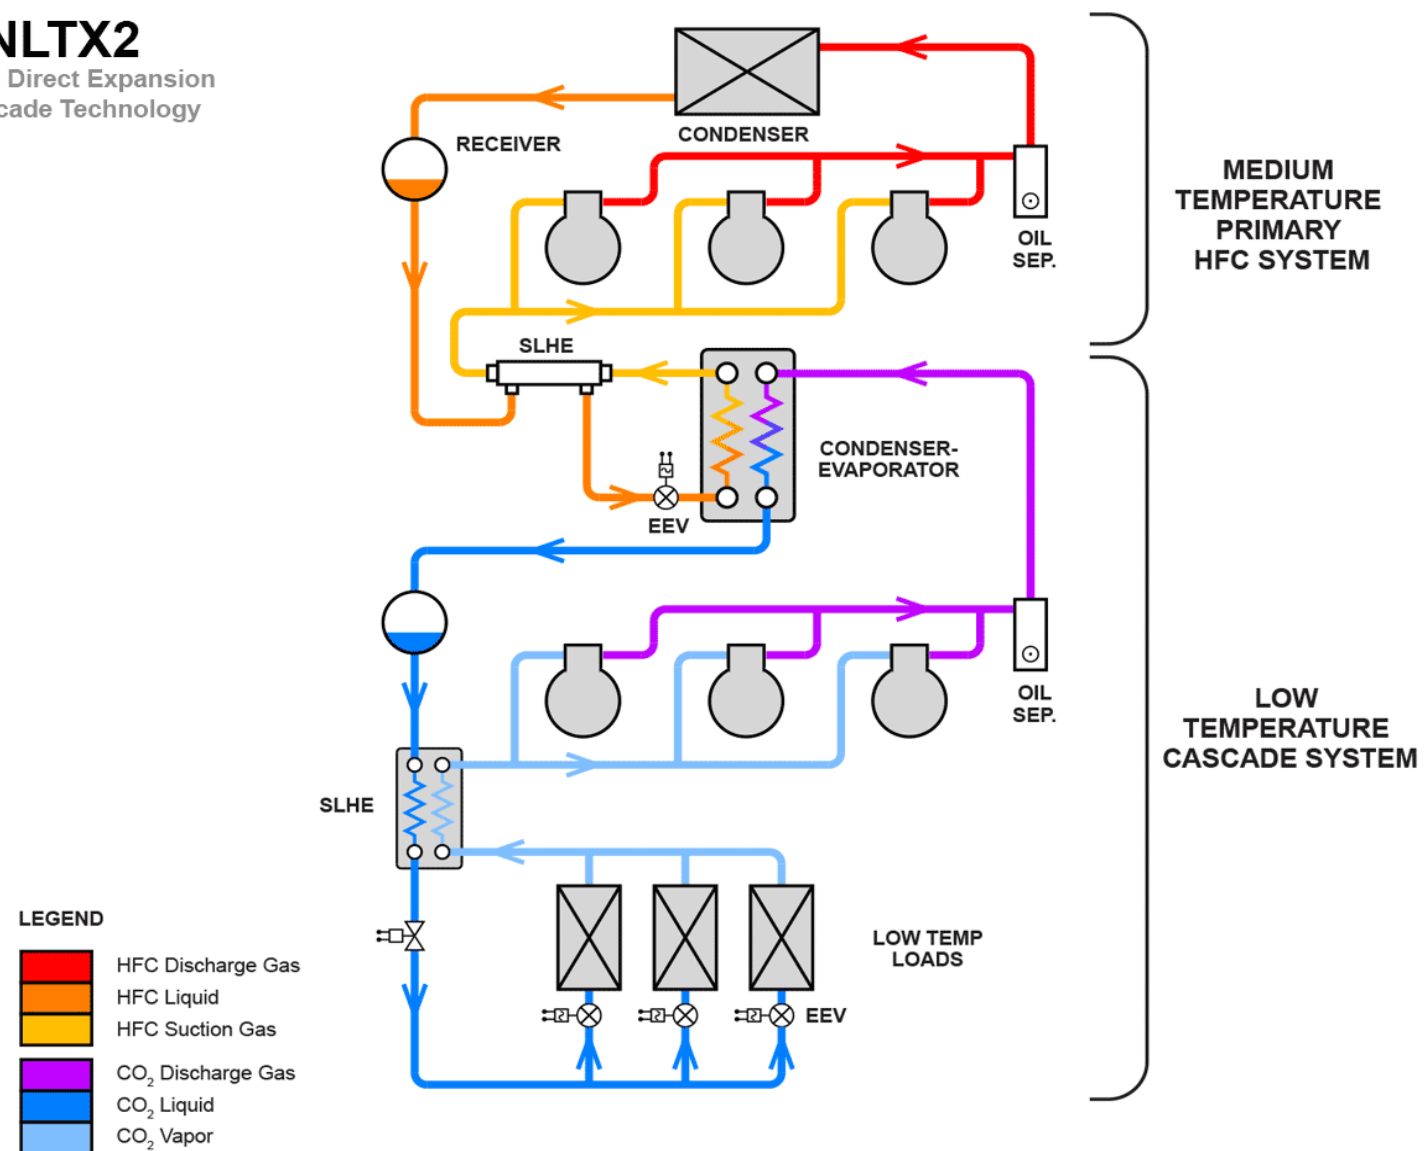 NLTX2
Direct Expansion
cade Technology
CONDENSER
RECEIVER
OIL
SEP.
MEDIUM
TEMPERATURE
PRIMARY
HFC SYSTEM
SLHE
CONDENSER-
EVAPORATOR
EEV
OIL
SEP.
LOW
TEMPERATURE
CASCADE SYSTEM
SLHE
LOW TEMP
LOADS
EEV
LEGEND
HFC Discharge Gas
HFC Liquid
HFC Suction Gas
CO₂ Discharge Gas
CO₂ Liquid
CO₂ Vapor